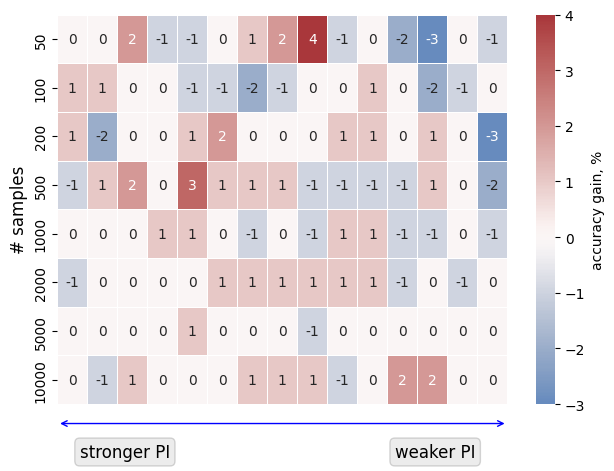 50 0 0 2 -1 -1 0 1 2 4 -1 0 -2 -3 0 -1
100 1 1 0 0 -1 -1 -2 -1 0 0 1 0 -2 -1 0
200 1 -2 0 0 1 2 0 0 0 1 1 0 1 0 -3
500 -1 1 2 0 3 1 1 1 -1 -1 -1 -1 1 0 -2
1000 0 0 0 1 1 0 -1 0 -1 1 1 -1 -1 0 -1
2000 -1 0 0 0 0 1 1 1 1 1 1 -1 0 -1 0
5000 0 0 0 0 1 0 0 0 -1 0 0 0 0 0 0
10000 0 -1 1 0 0 0 1 1 1 -1 0 2 2 0 0
# samples
stronger PI
weaker PI
4
3
2
1
0
−1
−2
−3
accuracy gain, %